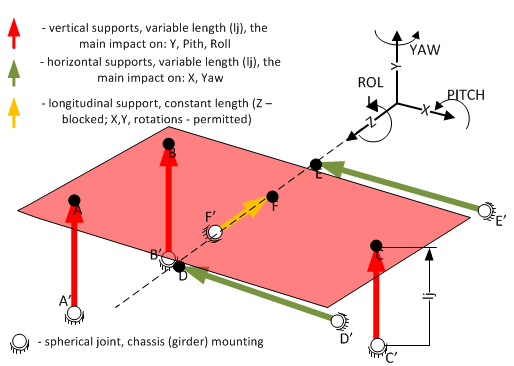 - vertical supports, variable length (lj), the
main impact on: Y, Pith, Roll
- horizontal supports, variable length (lj), the
main impact on: X, Yaw
- longitudinal support, constant length (Z –
blocked; X,Y, rotations - permitted)
YAW
Y
ROL
PITCH
X
Z
B
E
A
F
F'
E'
B'
D
C
A'
lj
D'
C'
- spherical joint, chassis (girder) mounting